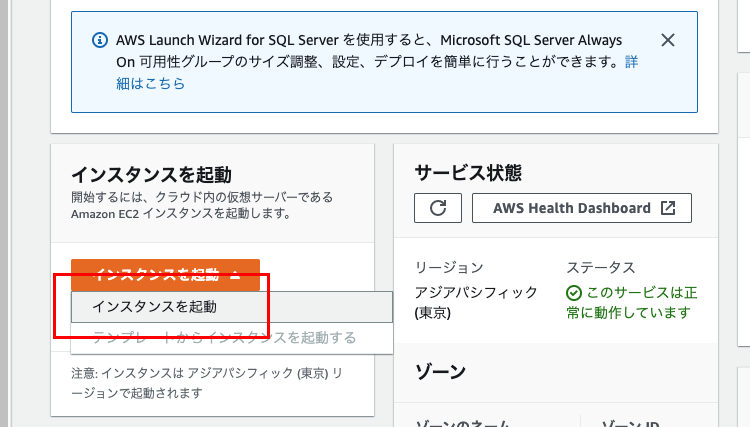 AWS Launch Wizard for SQL Server を使用すると、Microsoft SQL Server Always
On 可用性グループのサイズ調整、設定、デプロイを簡単に行うことができます。詳
細はこちら
インスタンスを起動
開始するには、クラウド内の仮想サーバーである
Amazon EC2 インスタンスを起動します。
インスタンスを起動
インスタンスを起動
テンプレートからインスタンスを起動する
注意: インスタンスは アジアパシフィック (東京) リ
ージョンで起動されます
サービス状態
AWS Health Dashboard
リージョン
ステータス
アジアパシフィック
(東京)
このサービスは正
常に動作しています
ゾーン
ゾーンのネーム
ゾーン ID